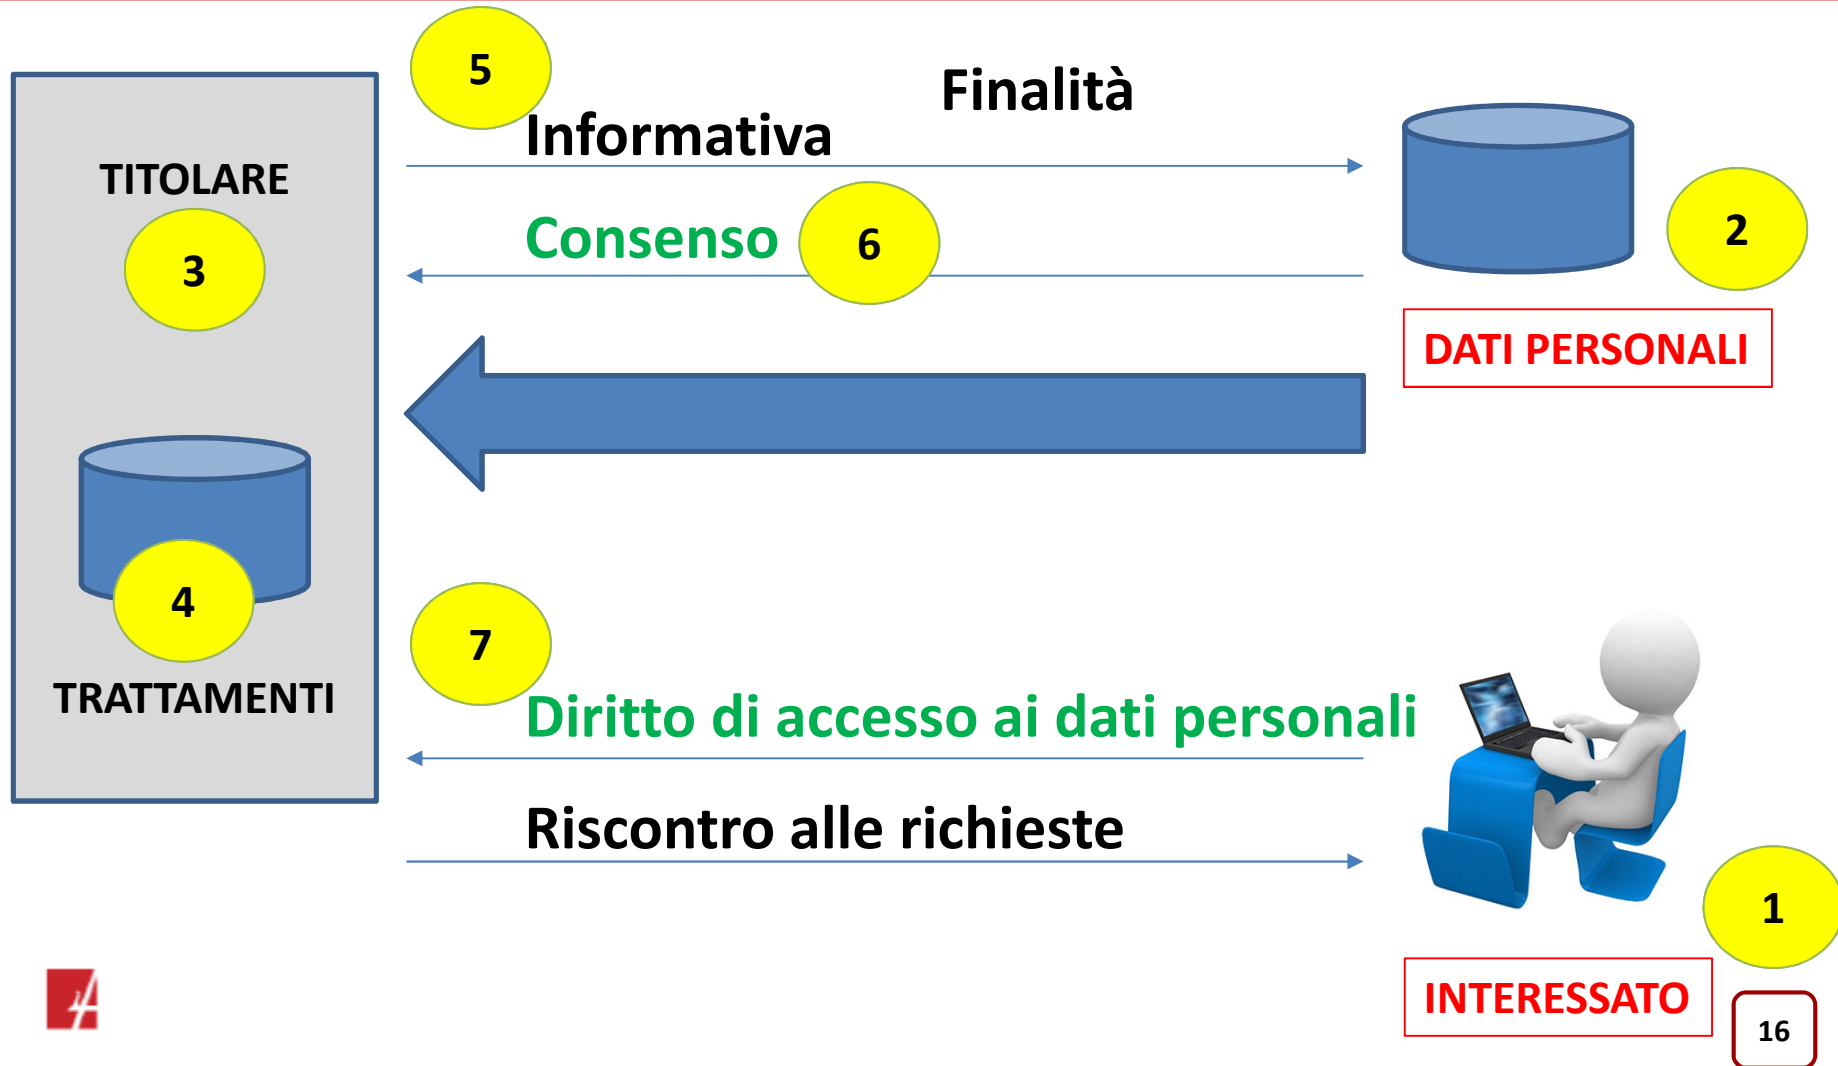 5
Finalità
Informativa
TITOLARE
2
Consenso
6
3
DATI PERSONALI
4
7
TRATTAMENTI
Diritto di accesso ai dati personali
Riscontro alle richieste
1
INTERESSATO
16